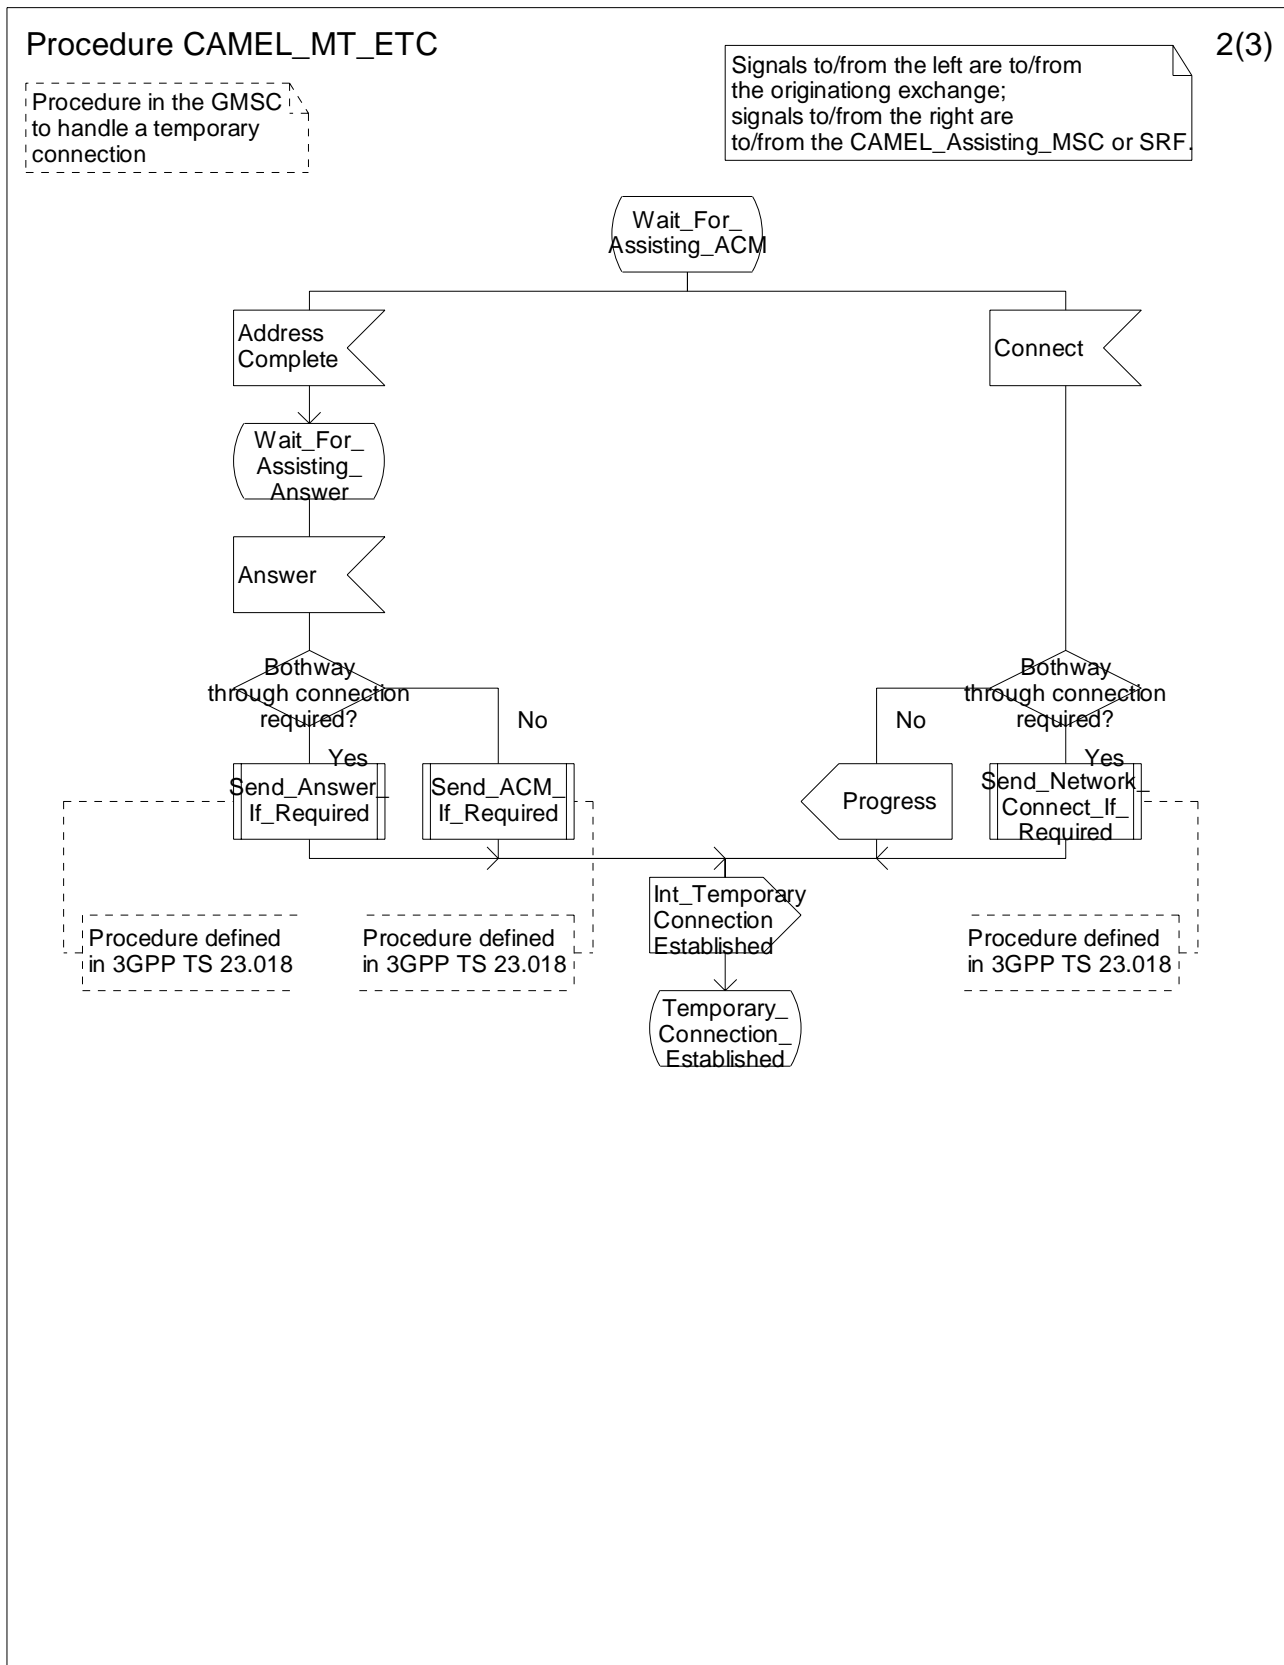 Procedure CAMEL_MT_ETC
2(3)
Procedure in the GMSC
to handle a temporary
connection
Signals to/from the left are to/from
the originationg exchange;
signals to/from the right are
to/from the CAMEL_Assisting_MSC or SRF.
Wait_For_
Assisting_ACM
Address
Complete
Connect
Wait_For_
Assisting_
Answer
Answer
Bothway
through connection
required?
No
Yes
Bothway
through connection
required?
No
Yes
Send_Answer_
If_Required
Send_ACM_
If_Required
Progress
Send_Network_
Connect_If_
Required
Int_Temporary
Connection
Established
Procedure defined
in 3GPP TS 23.018
Procedure defined
in 3GPP TS 23.018
Procedure defined
in 3GPP TS 23.018
Temporary_
Connection_
Established